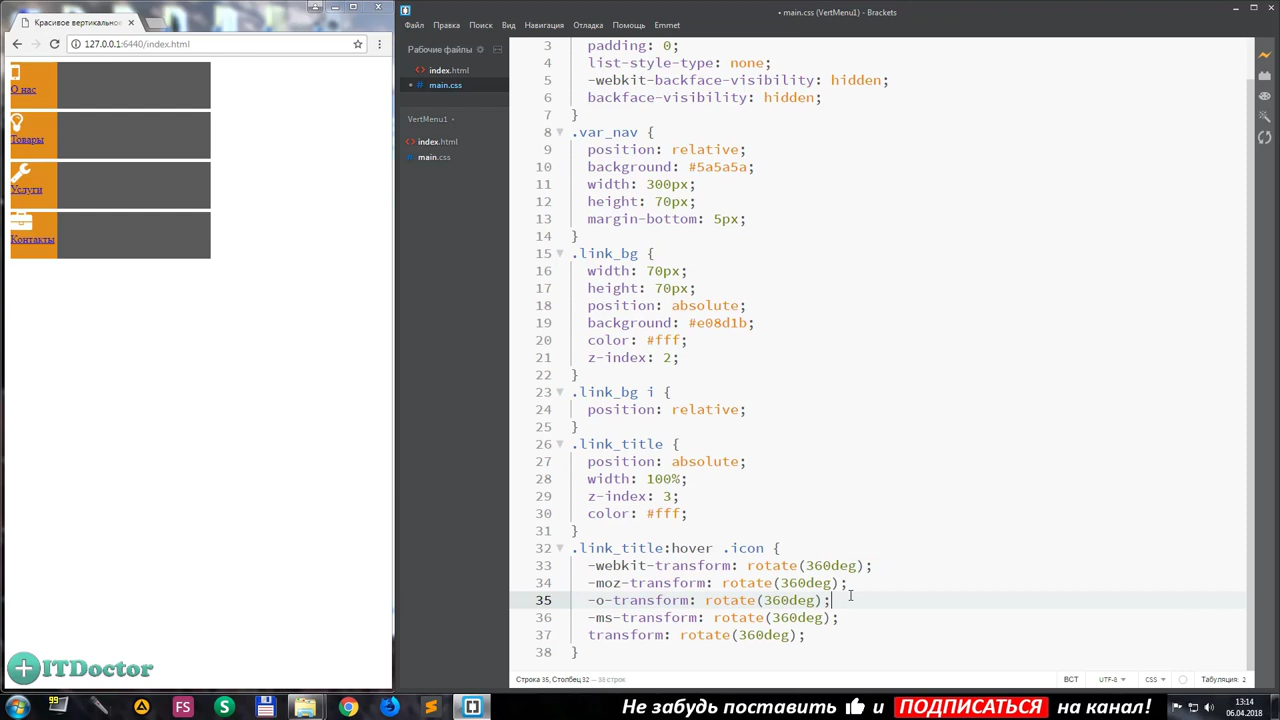 Красивое вертикальное
127.0.0.1:6440/index.html
О нас
Товары
Услуги
Контакты
ITDoctor
• main.css (VertMenu1) - Brackets
Файл Правка Поиск Вид Навигация Отладка Помощь Emmet
Рабочие файлы
<> index.html
• # main.css
VertMenu1
<> index.html
# main.css
3 padding: 0;
4 list-style-type: none;
5 -webkit-backface-visibility: hidden;
6 backface-visibility: hidden;
7 }
8 .var_nav {
9 position: relative;
10 background: #5a5a5a;
11 width: 300px;
12 height: 70px;
13 margin-bottom: 5px;
14 }
15 .link_bg {
16 width: 70px;
17 height: 70px;
18 position: absolute;
19 background: #e08d1b;
20 color: #fff;
21 z-index: 2;
22 }
23 .link_bg i {
24 position: relative;
25 }
26 .link_title {
27 position: absolute;
28 width: 100%;
29 z-index: 3;
30 color: #fff;
31 }
32 .link_title:hover .icon {
33 -webkit-transform: rotate(360deg);
34 -moz-transform: rotate(360deg);
35 -o-transform: rotate(360deg);
36 -ms-transform: rotate(360deg);
37 transform: rotate(360deg);
38 }
Строка 35, Столбец 32 — 38 строк
ВСТ UTF-8 CSS Табуляция: 2
FS
S
Не забудь поставить и ПОДПИСАТЬСЯ на канал!
13:14
06.04.2018